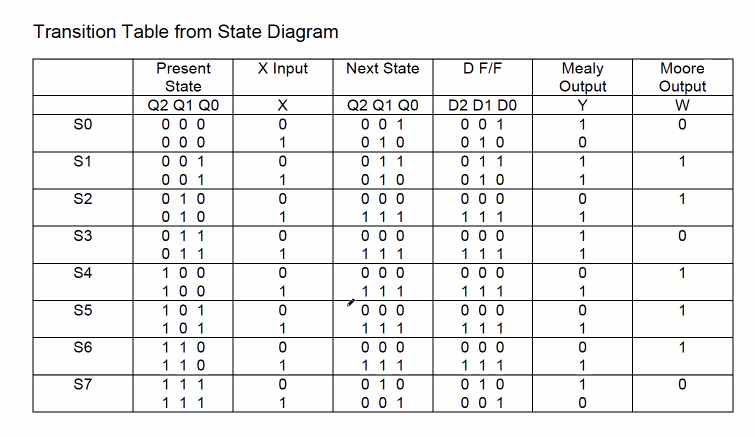 Transition Table from State Diagram
Present State X Input Next State D F/F Mealy Output Moore Output
Q2 Q1 Q0 X Q2 Q1 Q0 D2 D1 D0 Y W
S0 0 0 0 0 0 0 1 0 0 1 1 0
0 0 0 1 0 1 0 0 1 0 0
S1 0 0 1 0 0 1 1 0 1 1 1 1
0 0 1 1 0 1 0 0 1 0 1
S2 0 1 0 0 0 0 0 0 0 0 0 1
0 1 0 1 1 1 1 1 1 1 1
S3 0 1 1 0 0 0 0 0 0 0 1 0
0 1 1 1 1 1 1 1 1 1 1
S4 1 0 0 0 0 0 0 0 0 0 0 1
1 0 0 1 1 1 1 1 1 1 1
S5 1 0 1 0 0 0 0 0 0 0 0 1
1 0 1 1 1 1 1 1 1 1 1
S6 1 1 0 0 0 0 0 0 0 0 0 1
1 1 0 1 1 1 1 1 1 1 1
S7 1 1 1 0 0 1 0 0 1 0 1 0
1 1 1 1 0 0 1 0 0 1 0